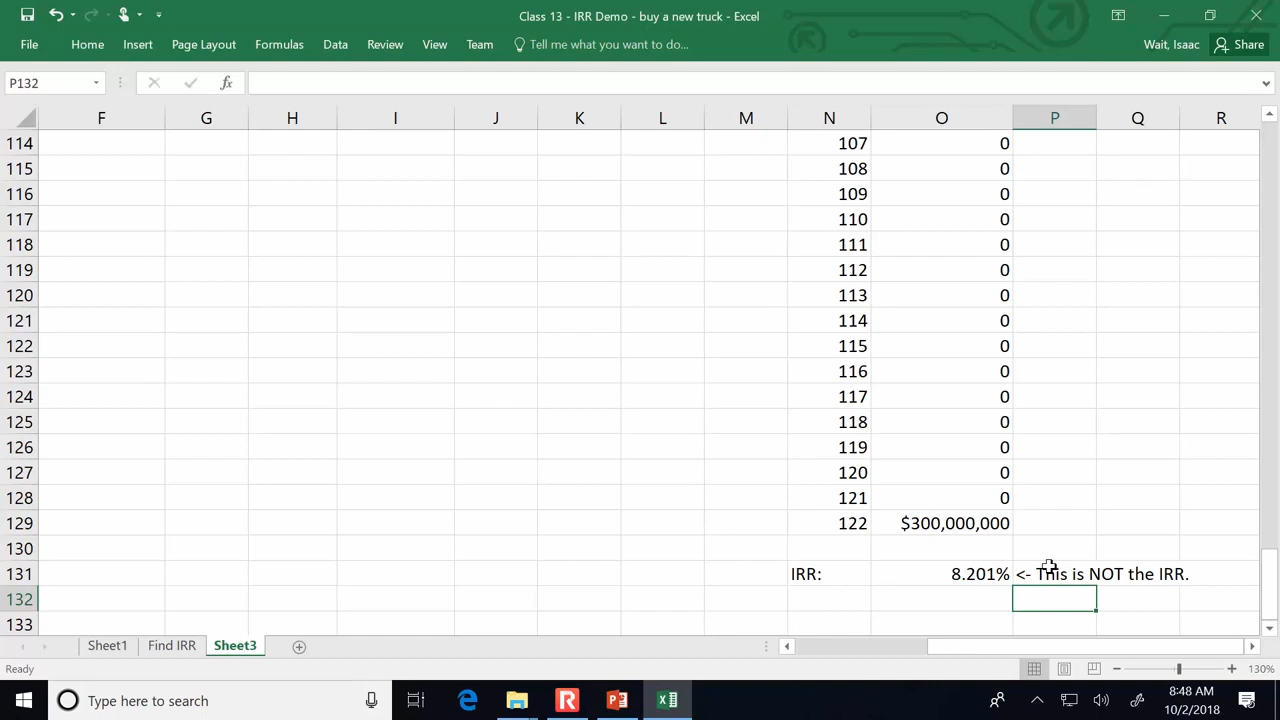 Class 13 - IRR Demo - buy a new truck - Excel
File Home Insert Page Layout Formulas Data Review View Team Tell me what you want to do... Wait, Isaac Share
P132 fx
F G H I J K L M N O P Q R
114 107 0
115 108 0
116 109 0
117 110 0
118 111 0
119 112 0
120 113 0
121 114 0
122 115 0
123 116 0
124 117 0
125 118 0
126 119 0
127 120 0
128 121 0
129 122 $300,000,000
130
131 IRR: 8.201% <- This is NOT the IRR.
132
133
Sheet1 Find IRR Sheet3
Ready 130%
Type here to search 8:48 AM
10/2/2018